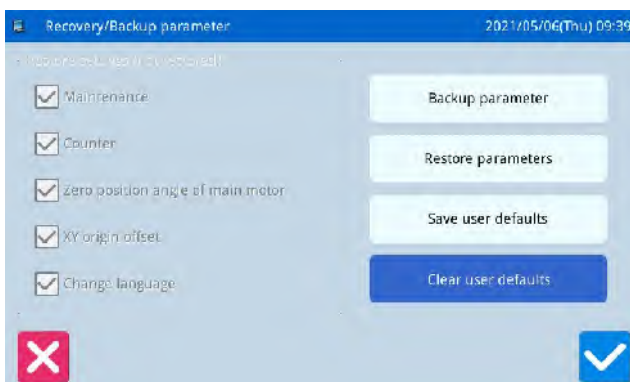 Recovery/Backup parameter
2021/05/06(Thu) 09:39
Maintenance
Counter
Zero position angle of main motor
XY origin offset
Change language
Backup parameter
Restore parameters
Save user defaults
Clear user defaults